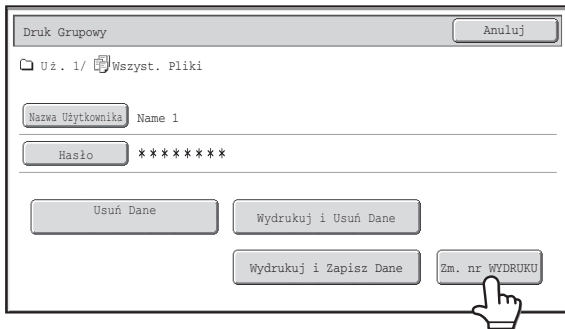 Druk Grupowy Anuluj
Uż. 1/ Wszyst. Pliki
Nazwa Użytkownika Name 1
Hasło ********
Usuń Dane Wydrukuj i Usuń Dane
Wydrukuj i Zapisz Dane Zm. nr WYDRUKU